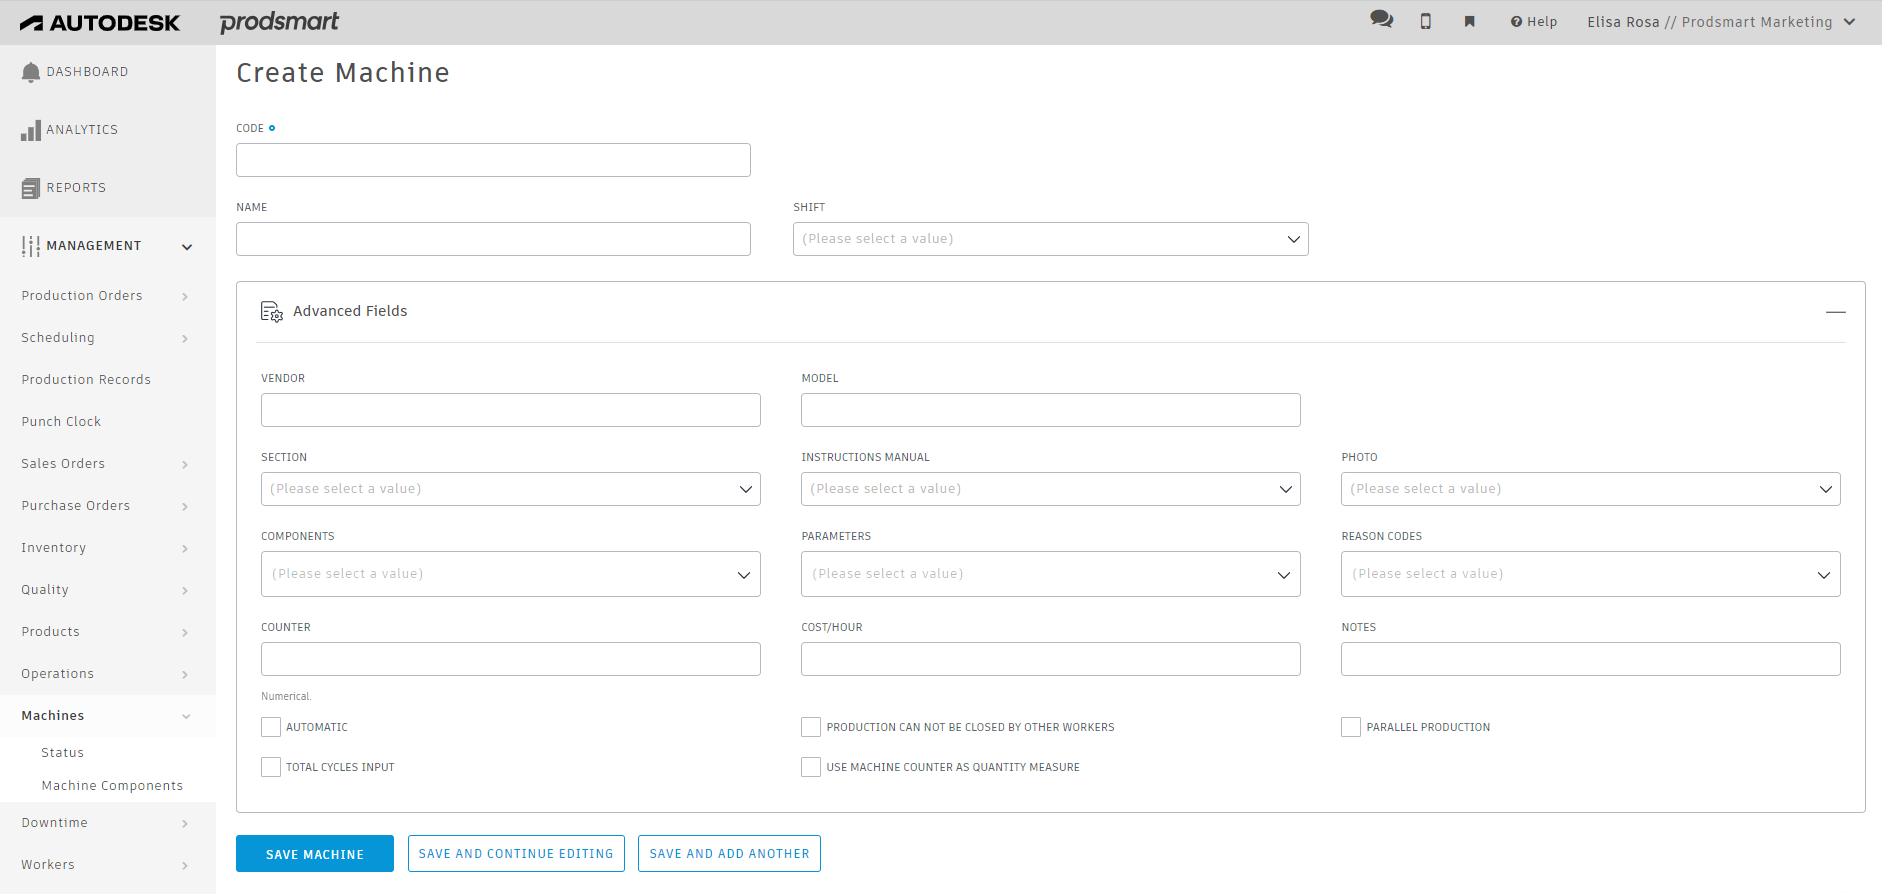 AUTODESK prodsmart
Help
Elisa Rosa // Prodsmart Marketing
DASHBOARD
ANALYTICS
REPORTS
MANAGEMENT
Production Orders
Scheduling
Production Records
Punch Clock
Sales Orders
Purchase Orders
Inventory
Quality
Products
Operations
Machines
Status
Machine Components
Downtime
Workers
Create Machine
CODE
NAME
SHIFT
(Please select a value)
Advanced Fields
VENDOR
MODEL
SECTION
INSTRUCTIONS MANUAL
PHOTO
(Please select a value)
(Please select a value)
(Please select a value)
COMPONENTS
PARAMETERS
REASON CODES
(Please select a value)
(Please select a value)
(Please select a value)
COUNTER
COST/HOUR
NOTES
Numerical.
AUTOMATIC
PRODUCTION CAN NOT BE CLOSED BY OTHER WORKERS
PARALLEL PRODUCTION
TOTAL CYCLES INPUT
USE MACHINE COUNTER AS QUANTITY MEASURE
SAVE MACHINE
SAVE AND CONTINUE EDITING
SAVE AND ADD ANOTHER